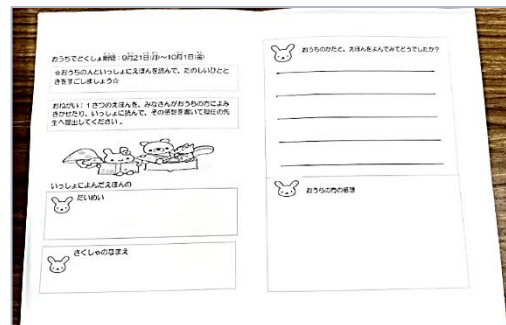 おうちでどくしょ期間：9月21日(月)～10月1日(金)
☆おうちの人といっしょにえほんを読んで、たのしいひとと
きをすごしましょう☆
おねがい：１さつのえほんを、みなさんがおうちの方によみ
きかせたり、いっしょに読んで、その感想を書いて担任の先
生へ提出してください。
いっしょによんだえほんの
だいめい
さくしゃのなまえ
おうちのかたと、えほんをよんでみてどうでしたか？
おうちの方の感想